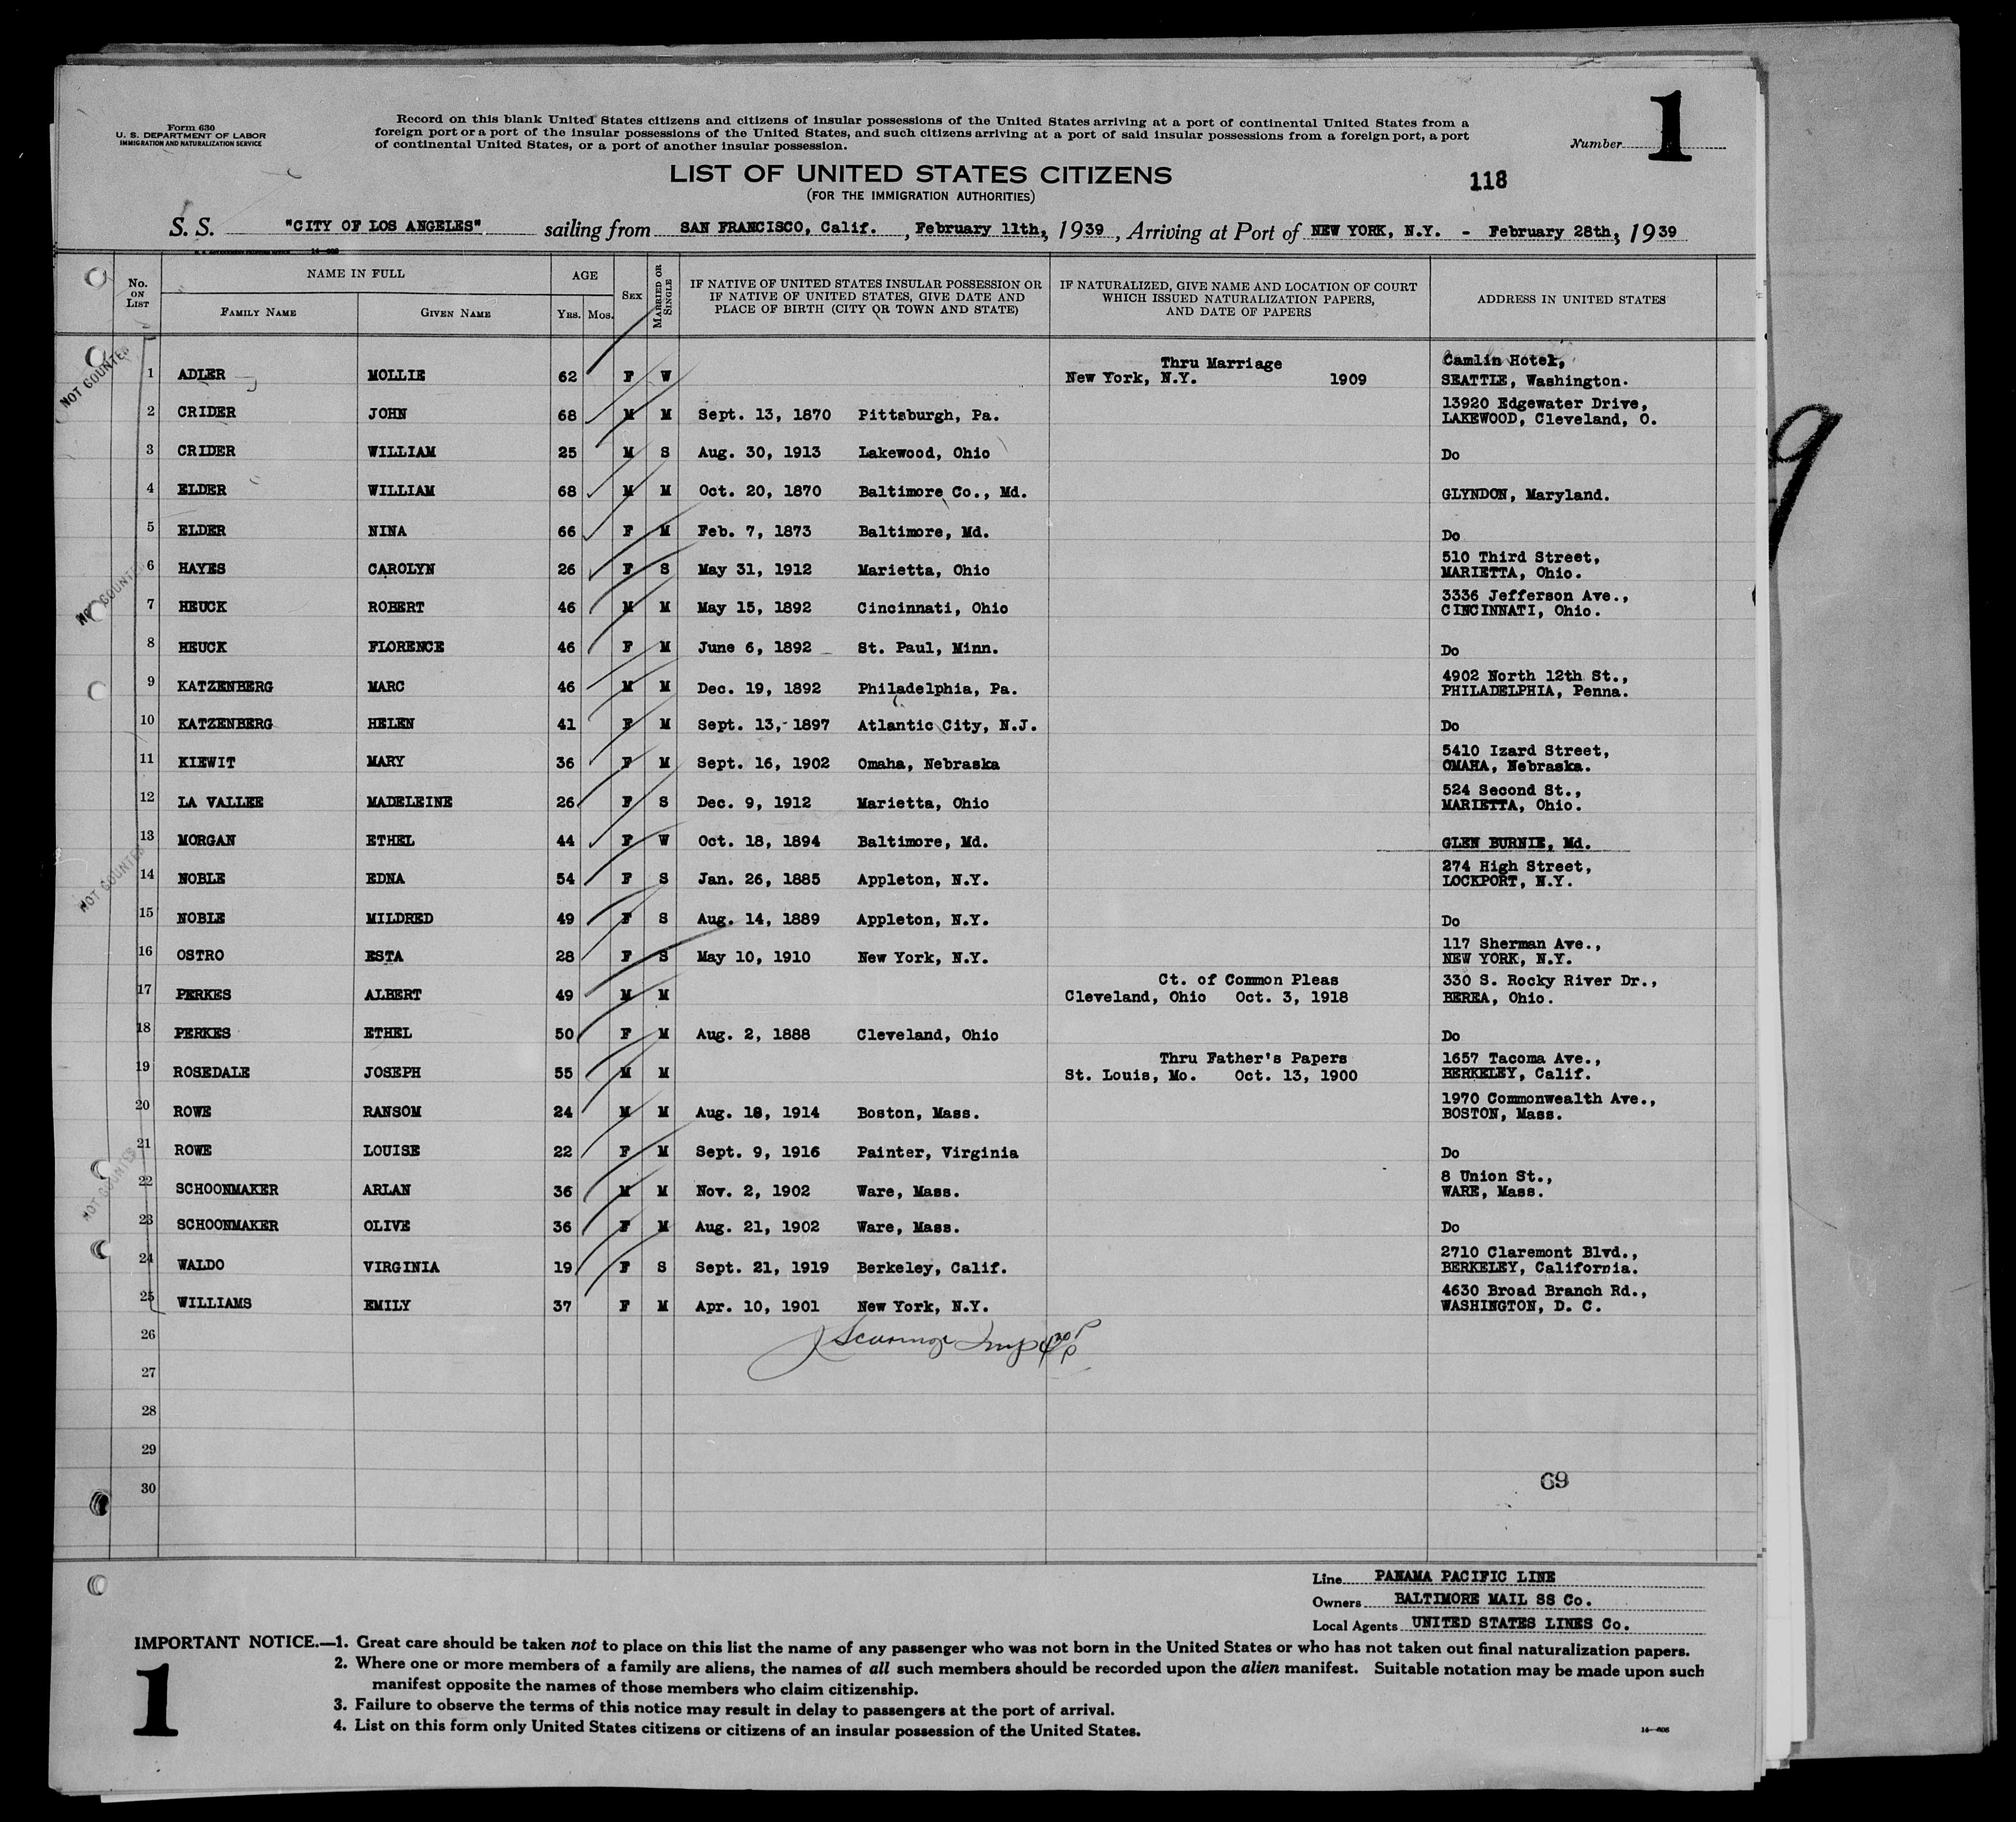 Form 630
U. S. DEPARTMENT OF LABOR
IMMIGRATION AND NATURALIZATION SERVICE
Record on this blank United States citizens and citizens of insular possessions of the United States arriving at a port of continental United States from a
foreign port or a port of the insular possessions of the United States, and such citizens arriving at a port of said insular possessions from a foreign port, a port
of continental United States, or a port of another insular possession.
Number 1
LIST OF UNITED STATES CITIZENS
(FOR THE IMMIGRATION AUTHORITIES)
118
S. S. "CITY OF LOS ANGELES" sailing from SAN FRANCISCO, Calif. , February 11th, 1939 , Arriving at Port of NEW YORK, N.Y. - February 28th, 1939
No. ON LIST
NAME IN FULL
FAMILY NAME GIVEN NAME
AGE
YRS. MOS.
SEX
MARRIED OR SINGLE
IF NATIVE OF UNITED STATES INSULAR POSSESSION OR
IF NATIVE OF UNITED STATES, GIVE DATE AND
PLACE OF BIRTH (CITY OR TOWN AND STATE)
IF NATURALIZED, GIVE NAME AND LOCATION OF COURT
WHICH ISSUED NATURALIZATION PAPERS,
AND DATE OF PAPERS
ADDRESS IN UNITED STATES
NOT COUNTED
Thru Marriage Camlin Hotel,
1 ADLER MOLLIE 62 F W New York, N.Y. 1909 SEATTLE, Washington.
13920 Edgewater Drive,
2 CRIDER JOHN 68 M M Sept. 13, 1870 Pittsburgh, Pa. LAKEWOOD, Cleveland, O.
3 CRIDER WILLIAM 25 M S Aug. 30, 1913 Lakewood, Ohio Do
4 ELDER WILLIAM 68 M M Oct. 20, 1870 Baltimore Co., Md. GLYNDON, Maryland.
5 ELDER NINA 66 F M Feb. 7, 1873 Baltimore, Md. Do
NOT COUNTED
510 Third Street,
6 HAYES CAROLYN 26 F S May 31, 1912 Marietta, Ohio MARIETTA, Ohio.
3336 Jefferson Ave.,
7 HEUCK ROBERT 46 M M May 15, 1892 Cincinnati, Ohio CINCINNATI, Ohio.
8 HEUCK FLORENCE 46 F M June 6, 1892 St. Paul, Minn. Do
4902 North 12th St.,
9 KATZENBERG MARC 46 M M Dec. 19, 1892 Philadelphia, Pa. PHILADELPHIA, Penna.
10 KATZENBERG HELEN 41 F M Sept. 13, 1897 Atlantic City, N.J. Do
5410 Izard Street,
11 KIEWIT MARY 36 F M Sept. 16, 1902 Omaha, Nebraska OMAHA, Nebraska.
524 Second St.,
12 LA VALLEE MADELEINE 26 F S Dec. 9, 1912 Marietta, Ohio MARIETTA, Ohio.
13 MORGAN ETHEL 44 F W Oct. 18, 1894 Baltimore, Md. GLEN BURNIE, Md.
NOT COUNTED
274 High Street,
14 NOBLE EDNA 54 F S Jan. 26, 1885 Appleton, N.Y. LOCKPORT, N.Y.
15 NOBLE MILDRED 49 F S Aug. 14, 1889 Appleton, N.Y. Do
117 Sherman Ave.,
16 OSTRO ESTA 28 F S May 10, 1910 New York, N.Y. NEW YORK, N.Y.
Ct. of Common Pleas 330 S. Rocky River Dr.,
17 PERKES ALBERT 49 M M Cleveland, Ohio Oct. 3, 1918 BEREA, Ohio.
18 PERKES ETHEL 50 F M Aug. 2, 1888 Cleveland, Ohio Do
Thru Father's Papers 1657 Tacoma Ave.,
19 ROSEDALE JOSEPH 55 M M St. Louis, Mo. Oct. 13, 1900 BERKELEY, Calif.
1970 Commonwealth Ave.,
20 ROWE RANSOM 24 M M Aug. 18, 1914 Boston, Mass. BOSTON, Mass.
21 ROWE LOUISE 22 F M Sept. 9, 1916 Painter, Virginia Do
NOT COUNTED
8 Union St.,
22 SCHOONMAKER ARLAN 36 M M Nov. 2, 1902 Ware, Mass. WARE, Mass.
23 SCHOONMAKER OLIVE 36 F M Aug. 21, 1902 Ware, Mass. Do
2710 Claremont Blvd.,
24 WALDO VIRGINIA 19 F S Sept. 21, 1919 Berkeley, Calif. BERKELEY, California.
4630 Broad Branch Rd.,
25 WILLIAMS EMILY 37 F M Apr. 10, 1901 New York, N.Y. WASHINGTON, D. C.
26
27
28
29
30
69
Line PANAMA PACIFIC LINE
Owners BALTIMORE MAIL SS Co.
Local Agents UNITED STATES LINES Co.
IMPORTANT NOTICE.—1. Great care should be taken not to place on this list the name of any passenger who was not born in the United States or who has not taken out final naturalization papers.
2. Where one or more members of a family are aliens, the names of all such members should be recorded upon the alien manifest. Suitable notation may be made upon such
manifest opposite the names of those members who claim citizenship.
3. Failure to observe the terms of this notice may result in delay to passengers at the port of arrival.
4. List on this form only United States citizens or citizens of an insular possession of the United States.
1
9